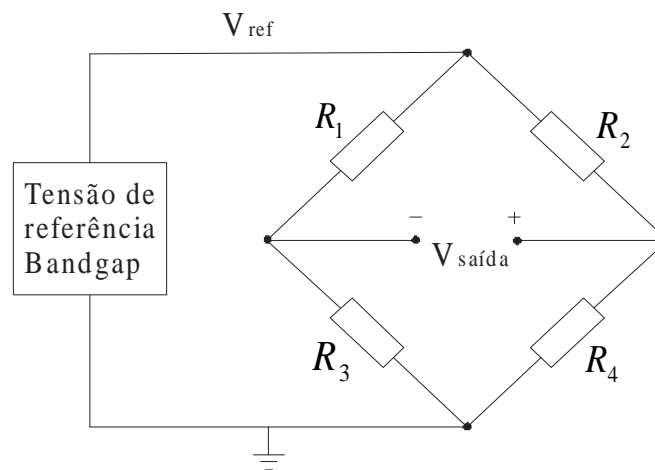 V ref
R1
R2
Tensão de
referência
Bandgap
− +
V saída
R3
R4